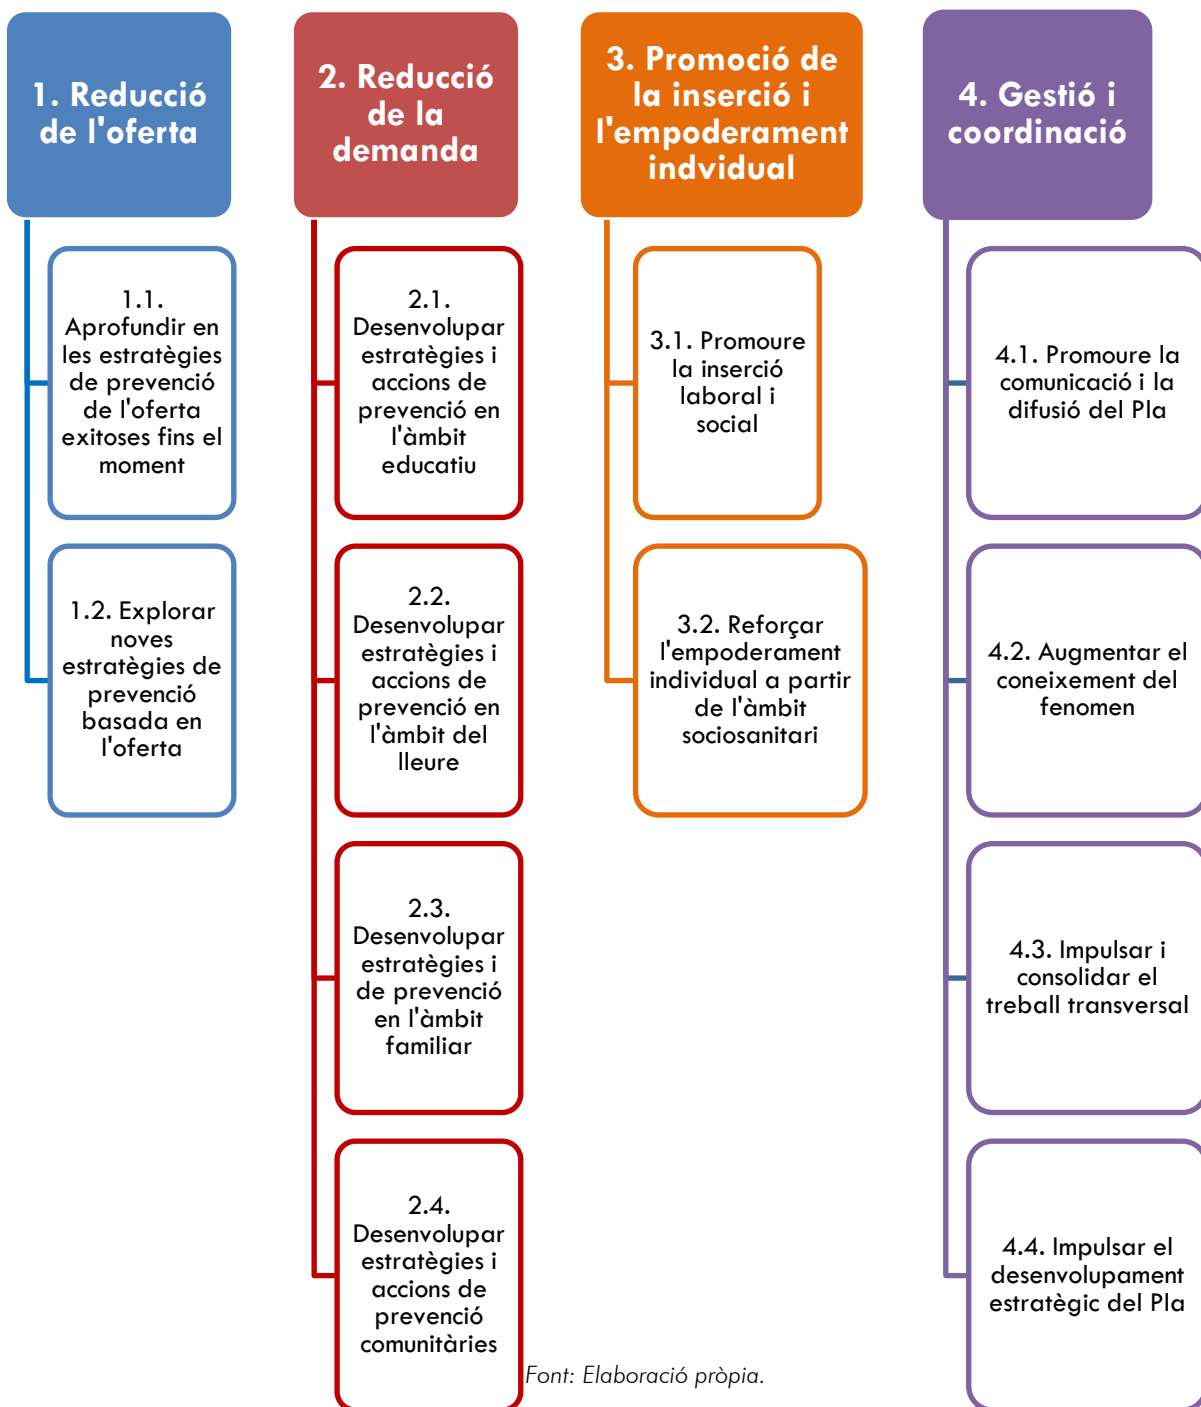 1. Reducció
de l'oferta
1.1.
Aprofundir en
les estratègies
de prevenció
de l'oferta
exitoses fins el
moment
1.2. Explorar
noves
estratègies de
prevenció
basada en
l'oferta
2. Reducció
de la
demanda
2.1.
Desenvolupar
estratègies i
accions de
prevenció en
l'àmbit
educatiu
2.2.
Desenvolupar
estratègies i
accions de
prevenció en
l'àmbit del
lleure
2.3.
Desenvolupar
estratègies i
de prevenció
en l'àmbit
familiar
2.4.
Desenvolupar
estratègies i
accions de
prevenció
comunitàries
3. Promoció de
la inserció i
l'empoderament
indvidual
3.1. Promoure
la inserció
laboral i
social
3.2. Reforçar
l'empoderament
individual a partir
de l'àmbit
sociosanitari
4. Gestió i
coordinació
4.1. Promoure la
comunicació i la
difusió del Pla
4.2. Augmentar el
coneixement del
fenomen
4.3. Impulsar i
consolidar el
treball transversal
4.4. Impulsar el
desenvolupament
estratègic del Pla
Font: Elaboració pròpia.